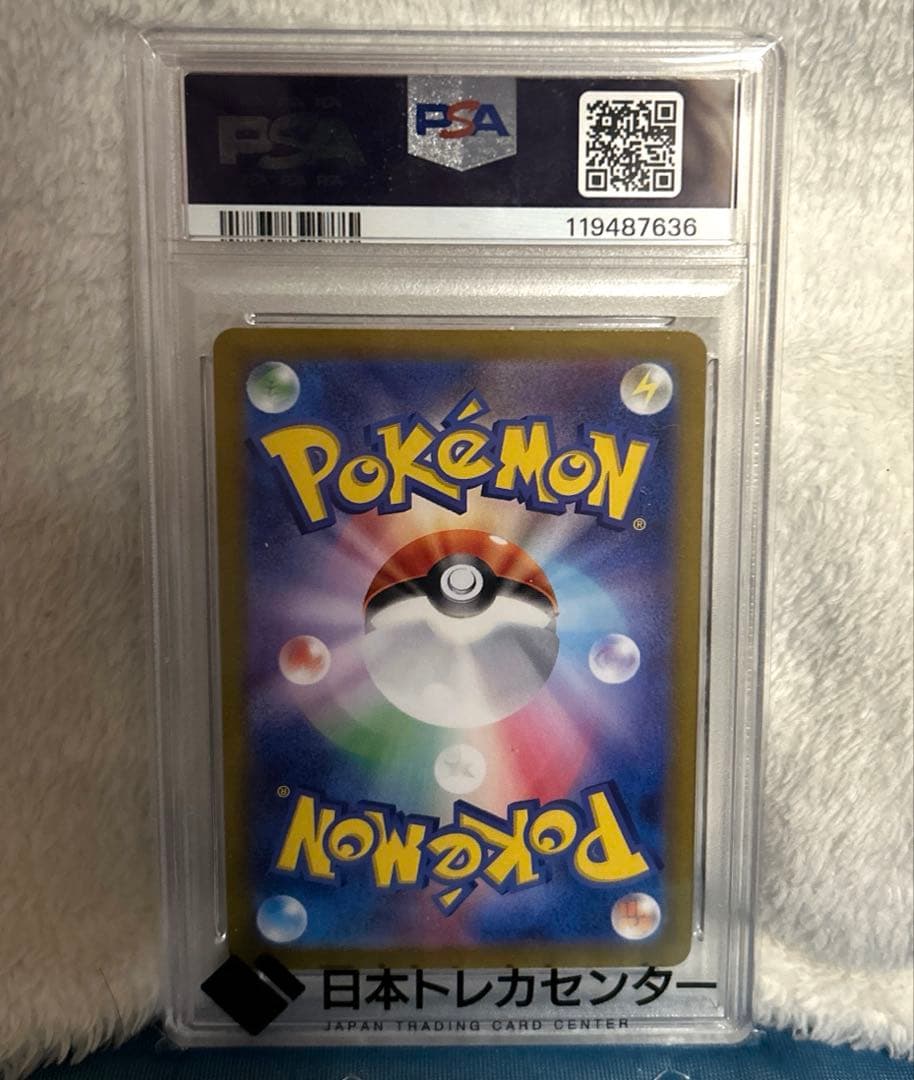 PSA
PSA
119487636
POKéMON®
POKéMON®
日本トレカセンター
JAPAN TRADING CARD CENTER